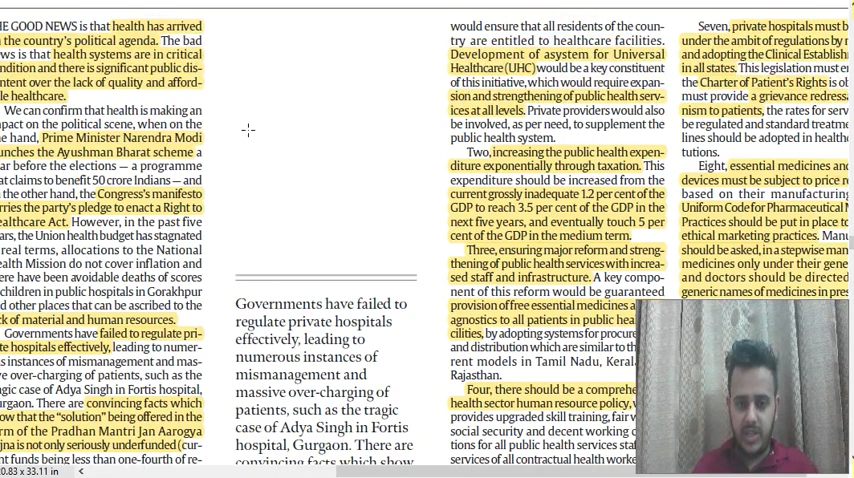 HE GOOD NEWS is that health has arrived
the country's political agenda. The bad
ws is that health systems are in critical
ndition and there is significant public dis-
ntent over the lack of quality and afford-
le healthcare.
We can confirm that health is making an
pact on the political scene, when on the
e hand, Prime Minister Narendra Modi
unches the Ayushman Bharat scheme a
ar before the elections — a programme
at claims to benefit 50 crore Indians — and
the other hand, the Congress's manifesto
rries the party's pledge to enact a Right to
ealthcare Act. However, in the past five
ars, the Union health budget has stagnated
real terms, allocations to the National
ealth Mission do not cover inflation and
ere have been avoidable deaths of scores
children in public hospitals in Gorakhpur
d other places that can be ascribed to the
ck of material and human resources.
Governments have failed to regulate pri-
te hospitals effectively, leading to numer-
s instances of mismanagement and mas-
ve over-charging of patients, such as the
agic case of Adya Singh in Fortis hospital,
urgaon. There are convincing facts which
ow that the "solution" being offered in the
rm of the Pradhan Mantri Jan Aarogya
jna is not only seriously underfunded (cur-
nt funds being less than one-fourth of re-
0.83 x 33.11 in
Governments have failed to
regulate private hospitals
effectively, leading to
numerous instances of
mismanagement and
massive over-charging of
patients, such as the tragic
case of Adya Singh in Fortis
hospital, Gurgaon. There are
convincing facts which show
would ensure that all residents of the coun-
try are entitled to healthcare facilities.
Development of asystem for Universal
Healthcare (UHC) would be a key constituent
of this initiative, which would require expan-
sion and strengthening of public health serv-
ices at all levels. Private providers would also
be involved, as per need, to supplement the
public health system.
Two, increasing the public health expen-
diture exponentially through taxation. This
expenditure should be increased from the
current grossly inadequate 1.2 per cent of the
GDP to reach 3.5 per cent of the GDP in the
next five years, and eventually touch 5 per
cent of the GDP in the medium term.
Three, ensuring major reform and streng-
thening of public health services with increa-
sed staff and infrastructure. A key compo-
nent of this reform would be guaranteed
provision of free essential medicines a
agnostics to all patients in public hea
cilities, by adopting systems for procure
and distribution which are similar to th
rent models in Tamil Nadu, Keral
Rajasthan.
Four, there should be a comprehe
health sector human resource policy, w
provides upgraded skill training, fair w
social security and decent working c
tions for all public health services staf
services of all contractual health worke
Seven, private hospitals must b
under the ambit of regulations by
and adopting the Clinical Establish
in all states. This legislation must en
the Charter of Patient's Rights is ob
must provide a grievance redressa
nism to patients, the rates for serv
be regulated and standard treatme
lines should be adopted in healthc
tutions.
Eight, essential medicines and
devices must be subject to price r
based on their manufacturing
Uniform Code for Pharmaceutical M
Practices should be put in place to
ethical marketing practices. Manu
should be asked, in a stepwise man
medicines only under their gene
and doctors should be directed
generic names of medicines in pres